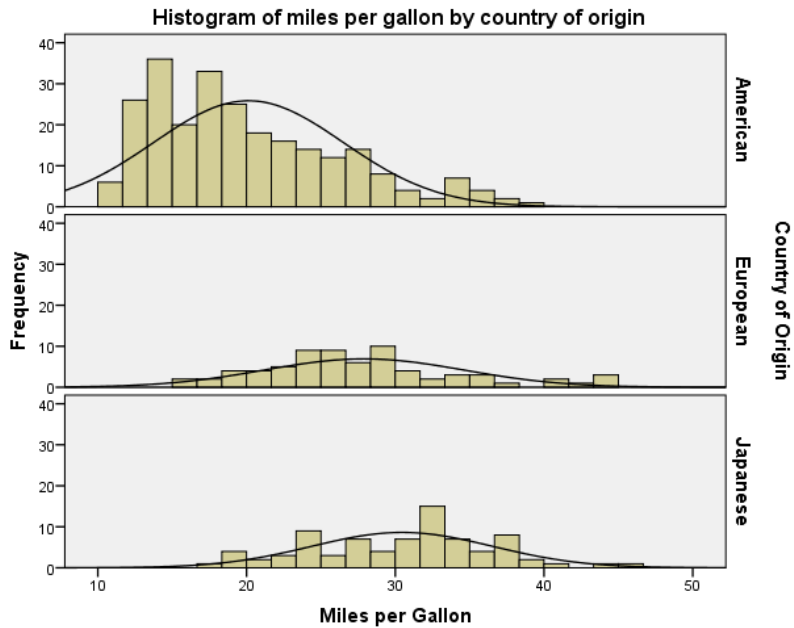 Histogram of miles per gallon by country of origin
40
30
20
10
0
American
40
30
20
10
0
European
40
30
20
10
0
Japanese
Frequency
Country of Origin
10 20 30 40 50
Miles per Gallon